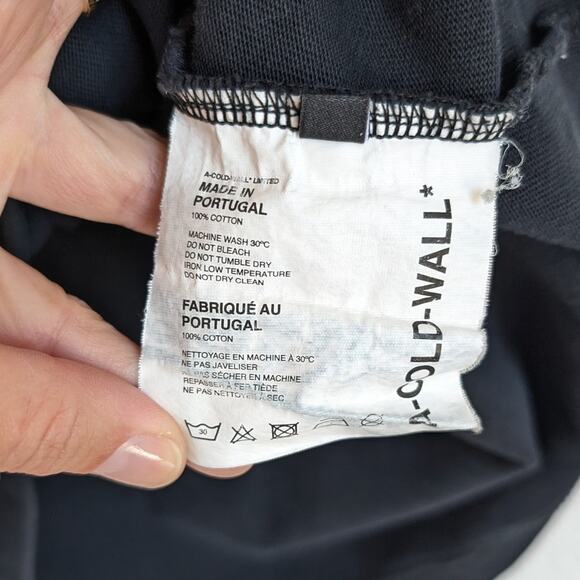 A-COLD-WALL* LIMITED
MADE IN
PORTUGAL
100% COTTON
MACHINE WASH 30ºC
DO NOT BLEACH
DO NOT TUMBLE DRY
IRON LOW TEMPERATURE
DO NOT DRY CLEAN
FABRIQUÉ AU
PORTUGAL
100% COTON
NETTOYAGE EN MACHINE À 30ºC
NE PAS JAVELISER
NE PAS SÉCHER EN MACHINE
REPASSER À FER TIÈDE
NE PAS NETTOYER À SEC
30
A-COLD-WALL*